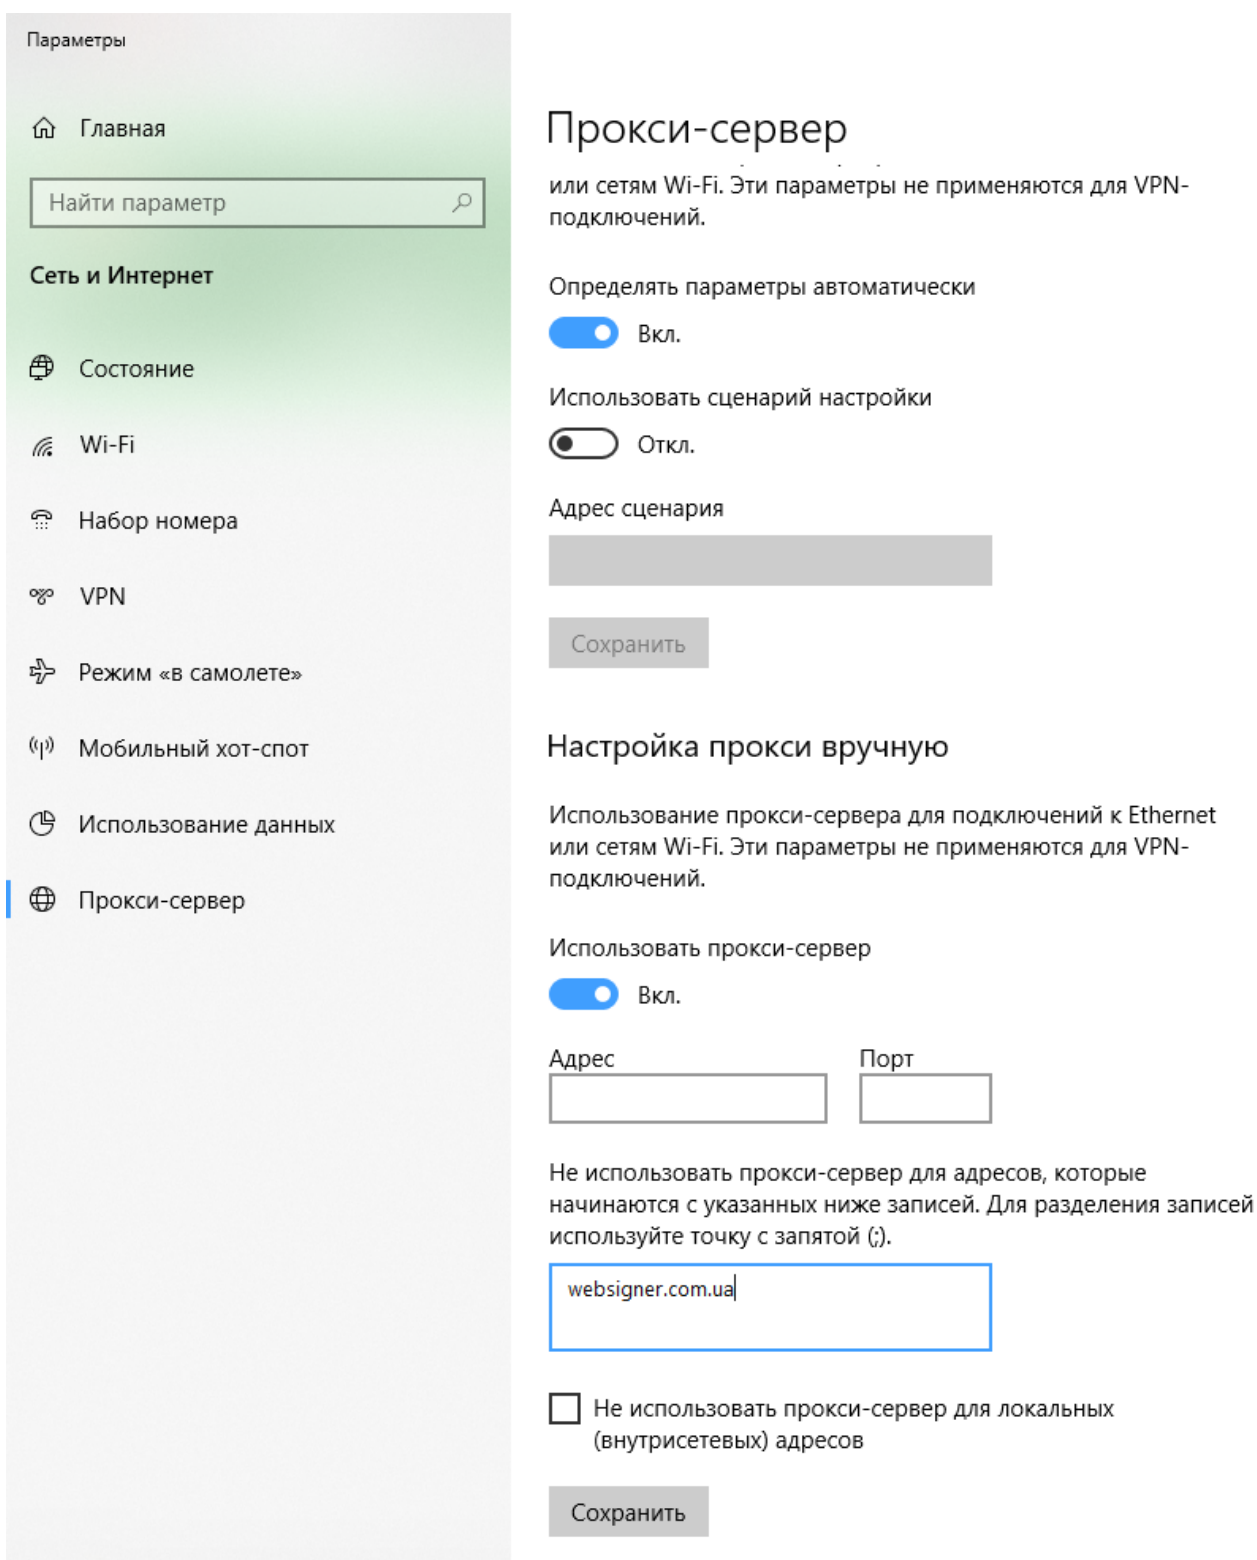 Параметры
Главная
Найти параметр
Сеть и Интернет
Состояние
Wi-Fi
Набор номера
VPN
Режим «в самолете»
Мобильный хот-спот
Использование данных
Прокси-сервер
Прокси-сервер
или сетям Wi-Fi. Эти параметры не применяются для VPN-
подключений.
Определять параметры автоматически
Вкл.
Использовать сценарий настройки
Откл.
Адрес сценария
Сохранить
Настройка прокси вручную
Использование прокси-сервера для подключений к Ethernet
или сетям Wi-Fi. Эти параметры не применяются для VPN-
подключений.
Использовать прокси-сервер
Вкл.
Адрес Порт
Не использовать прокси-сервер для адресов, которые
начинаются с указанных ниже записей. Для разделения записей
используйте точку с запятой (;).
websigner.com.ua
Не использовать прокси-сервер для локальных
(внутрисетевых) адресов
Сохранить